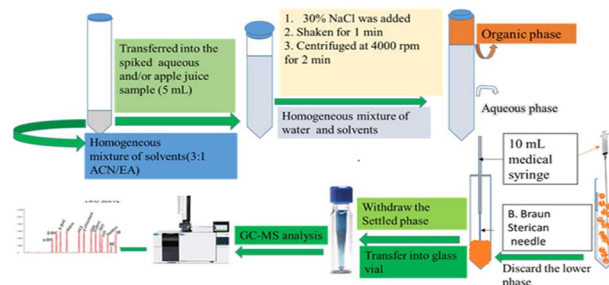 Transferred into the
spiked aqueous
and/or apple juice
sample (5 mL)
1. 30% NaCl was added
2. Shaken for 1 min
3. Centrifuged at 4000 rpm
for 2 min
Organic phase
Aqueous phase
Homogeneous
mixture of solvents(3:1
ACN/EA)
Homogeneous mixture of
water and solvents
10 mL
medical
syringe
B. Braun
Sterican
needle
Discard the lower
phase
Withdraw the
Settled phase
Transfer into glass
vial
GC-MS analysis